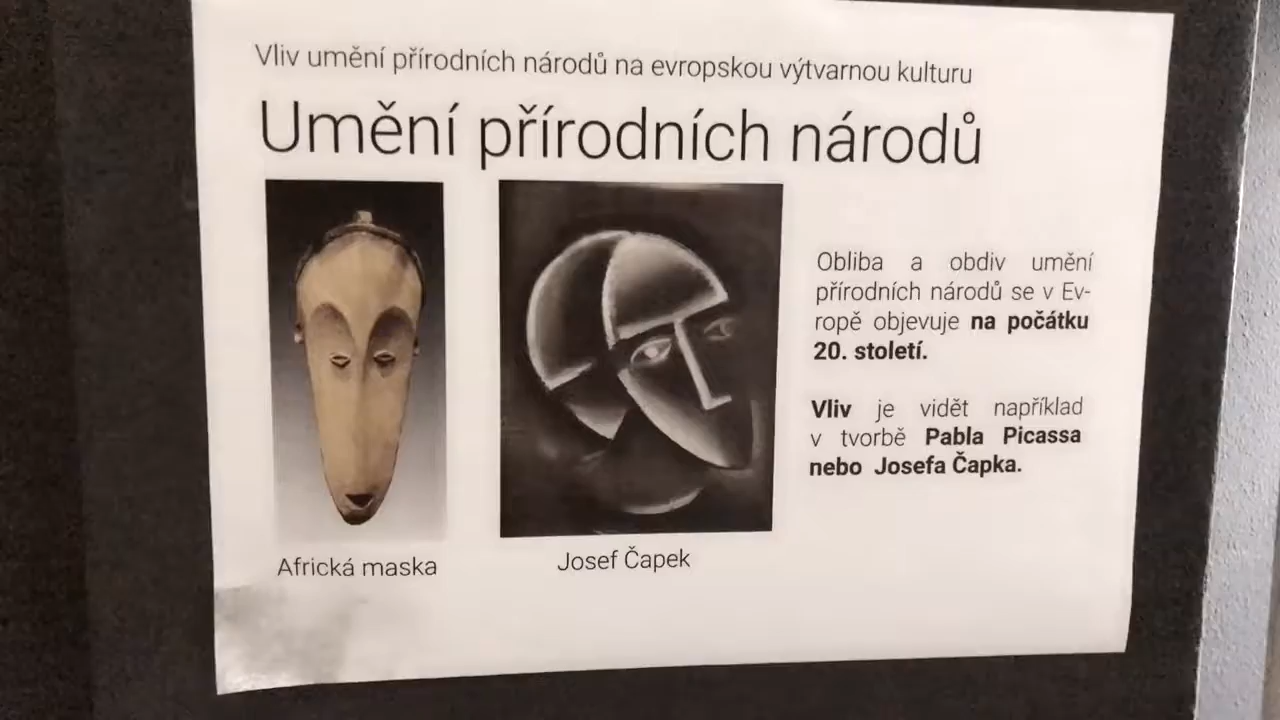 Vliv umění přírodních národů na evropskou výtvarnou kulturu
Umění přírodních národů
Obliba a obdiv umění
přírodních národů se v Ev-
ropě objevuje na počátku
20. století.
Vliv je vidět například
v tvorbě Pabla Picassa
nebo Josefa Čapka.
Africká maska
Josef Čapek